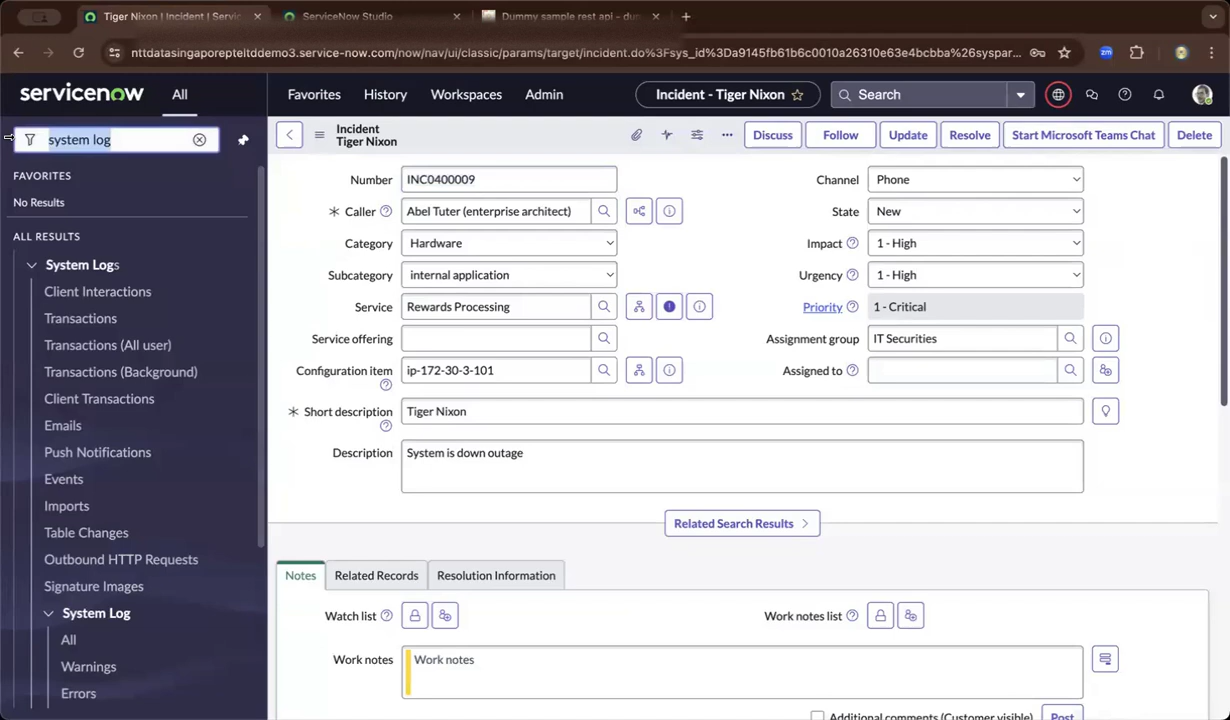 Tiger Nixon | Incident | Servic
ServiceNow Studio
Dummy sample rest api - dum
nttdatasingaporepteltddemo3.service-now.com/now/nav/ui/classic/params/target/incident.do%3Fsys_id%3Da9145fb61b6c0010a26310e63e4bcbba%26syspar...
servicenow
All
Favorites
History
Workspaces
Admin
Incident - Tiger Nixon
Search
system log
FAVORITES
No Results
ALL RESULTS
System Logs
Client Interactions
Transactions
Transactions (All user)
Transactions (Background)
Client Transactions
Emails
Push Notifications
Events
Imports
Table Changes
Outbound HTTP Requests
Signature Images
System Log
All
Warnings
Errors
Incident
Tiger Nixon
Discuss
Follow
Update
Resolve
Start Microsoft Teams Chat
Delete
Number
INC0400009
Caller
Abel Tuter (enterprise architect)
Category
Hardware
Subcategory
internal application
Service
Rewards Processing
Service offering
Configuration item
ip-172-30-3-101
Channel
Phone
State
New
Impact
1 - High
Urgency
1 - High
Priority
1 - Critical
Assignment group
IT Securities
Assigned to
Short description
Tiger Nixon
Description
System is down outage
Related Search Results
Notes
Related Records
Resolution Information
Watch list
Work notes list
Work notes
Work notes
Additional comments (Customer visible)
Post